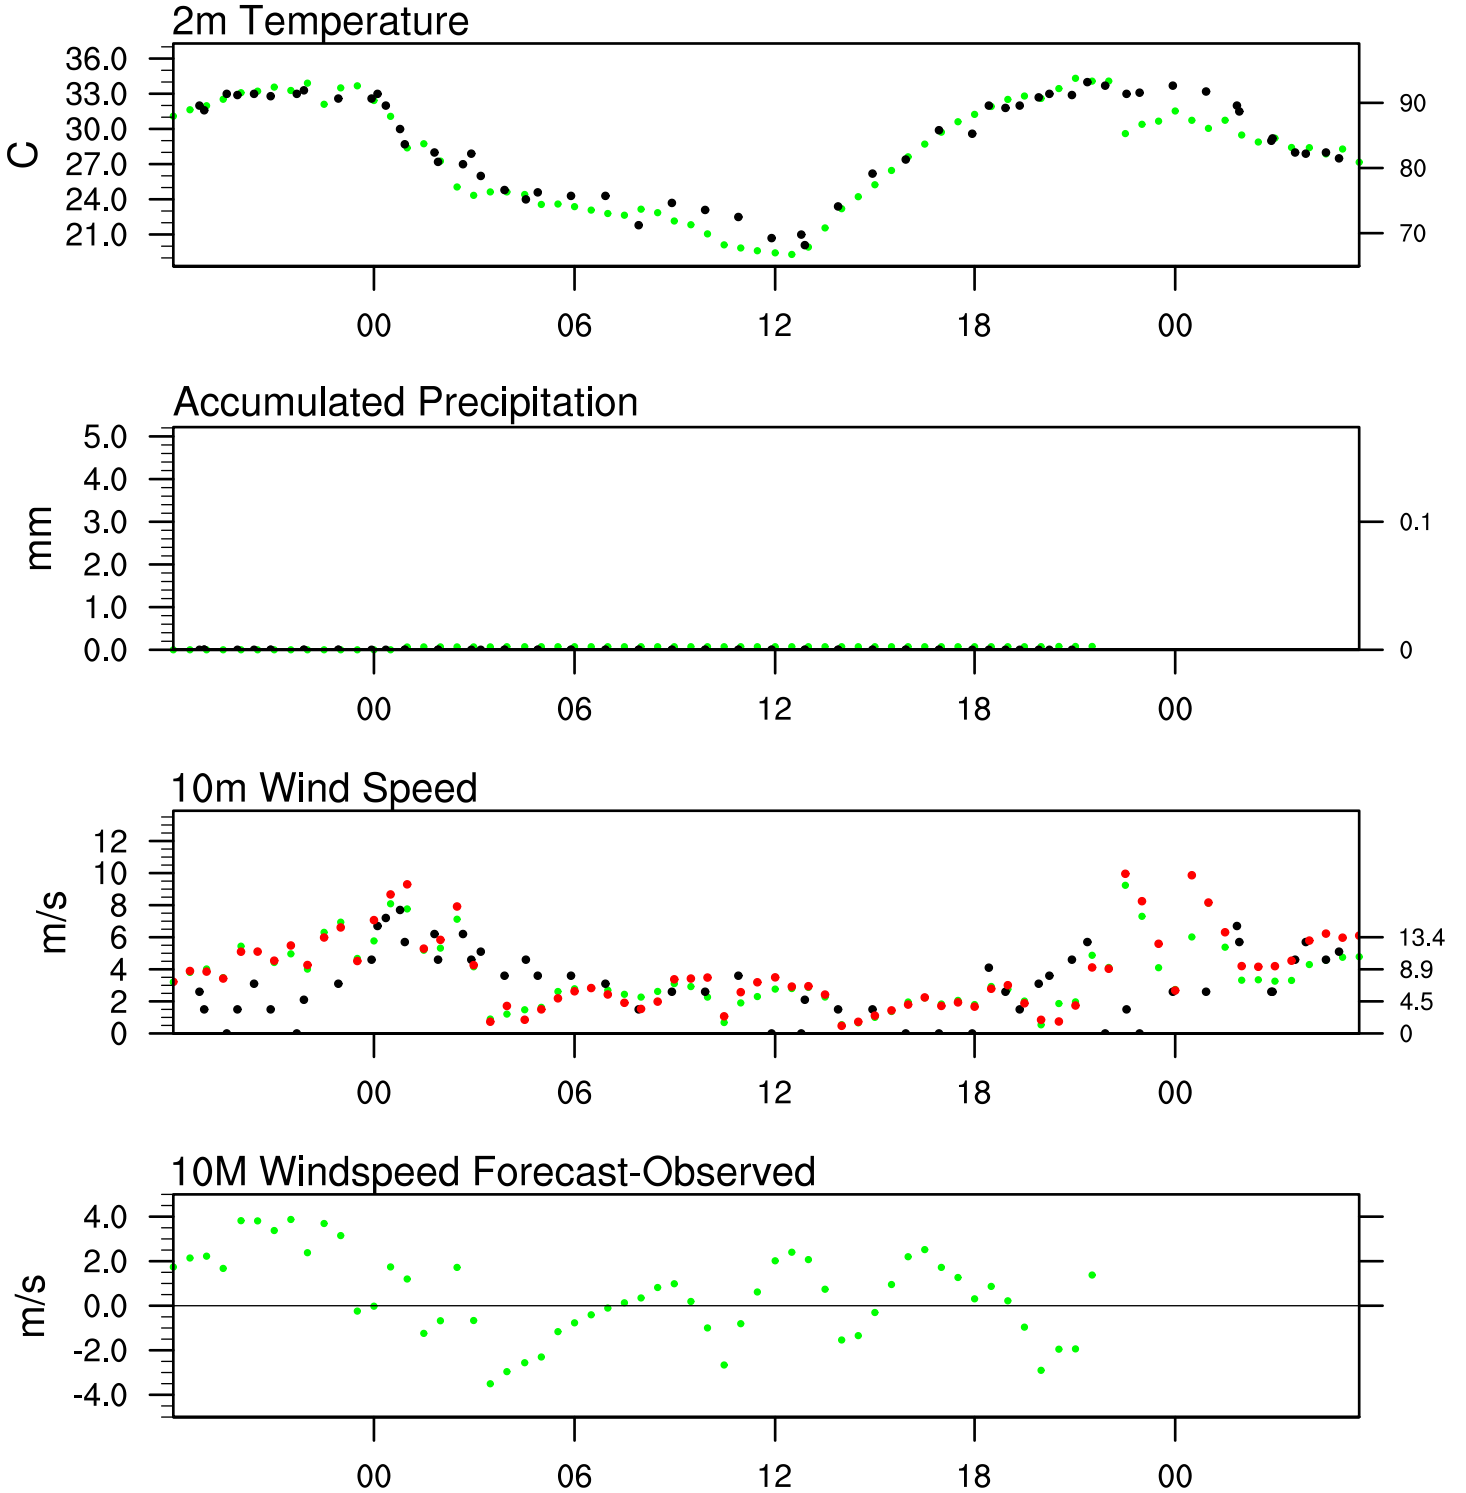 2m Temperature
36.0
33.0
30.0
27.0
24.0
21.0
C
90
80
70
00 06 12 18 00
Accumulated Precipitation
5.0
4.0
3.0
2.0
1.0
0.0
mm
0.1
0
00 06 12 18 00
10m Wind Speed
12
10
8
6
4
2
0
m/s
13.4
8.9
4.5
0
00 06 12 18 00
10M Windspeed Forecast-Observed
4.0
2.0
0.0
-2.0
-4.0
m/s
00 06 12 18 00